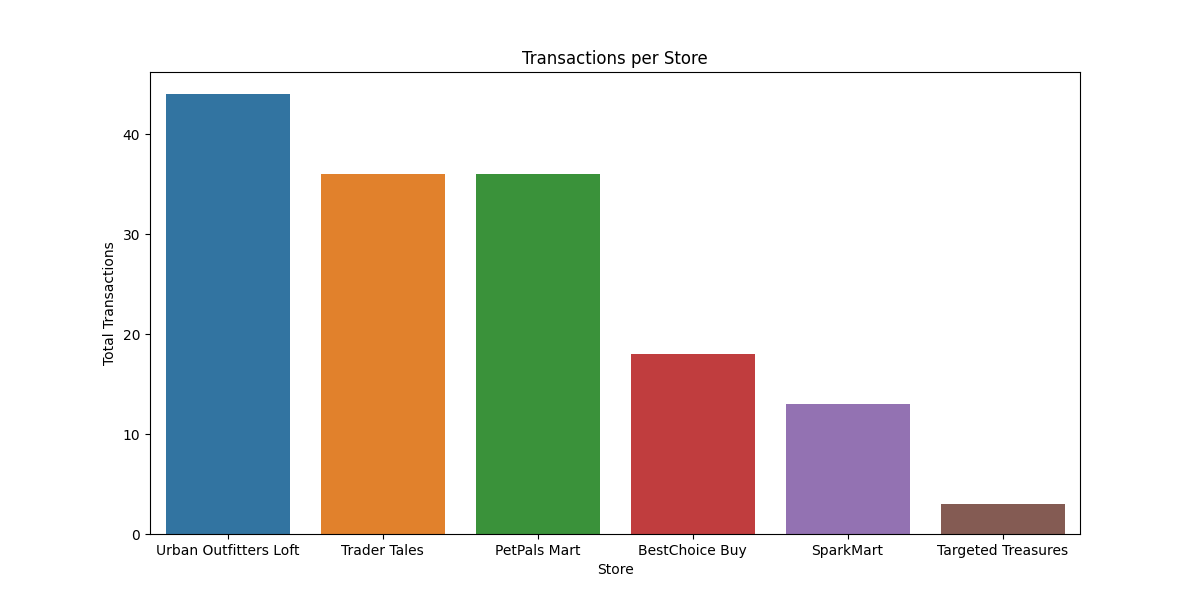 Transactions per Store
Total Transactions
40
30
20
10
0
Urban Outfitters Loft
Trader Tales
PetPals Mart
BestChoice Buy
SparkMart
Targeted Treasures
Store